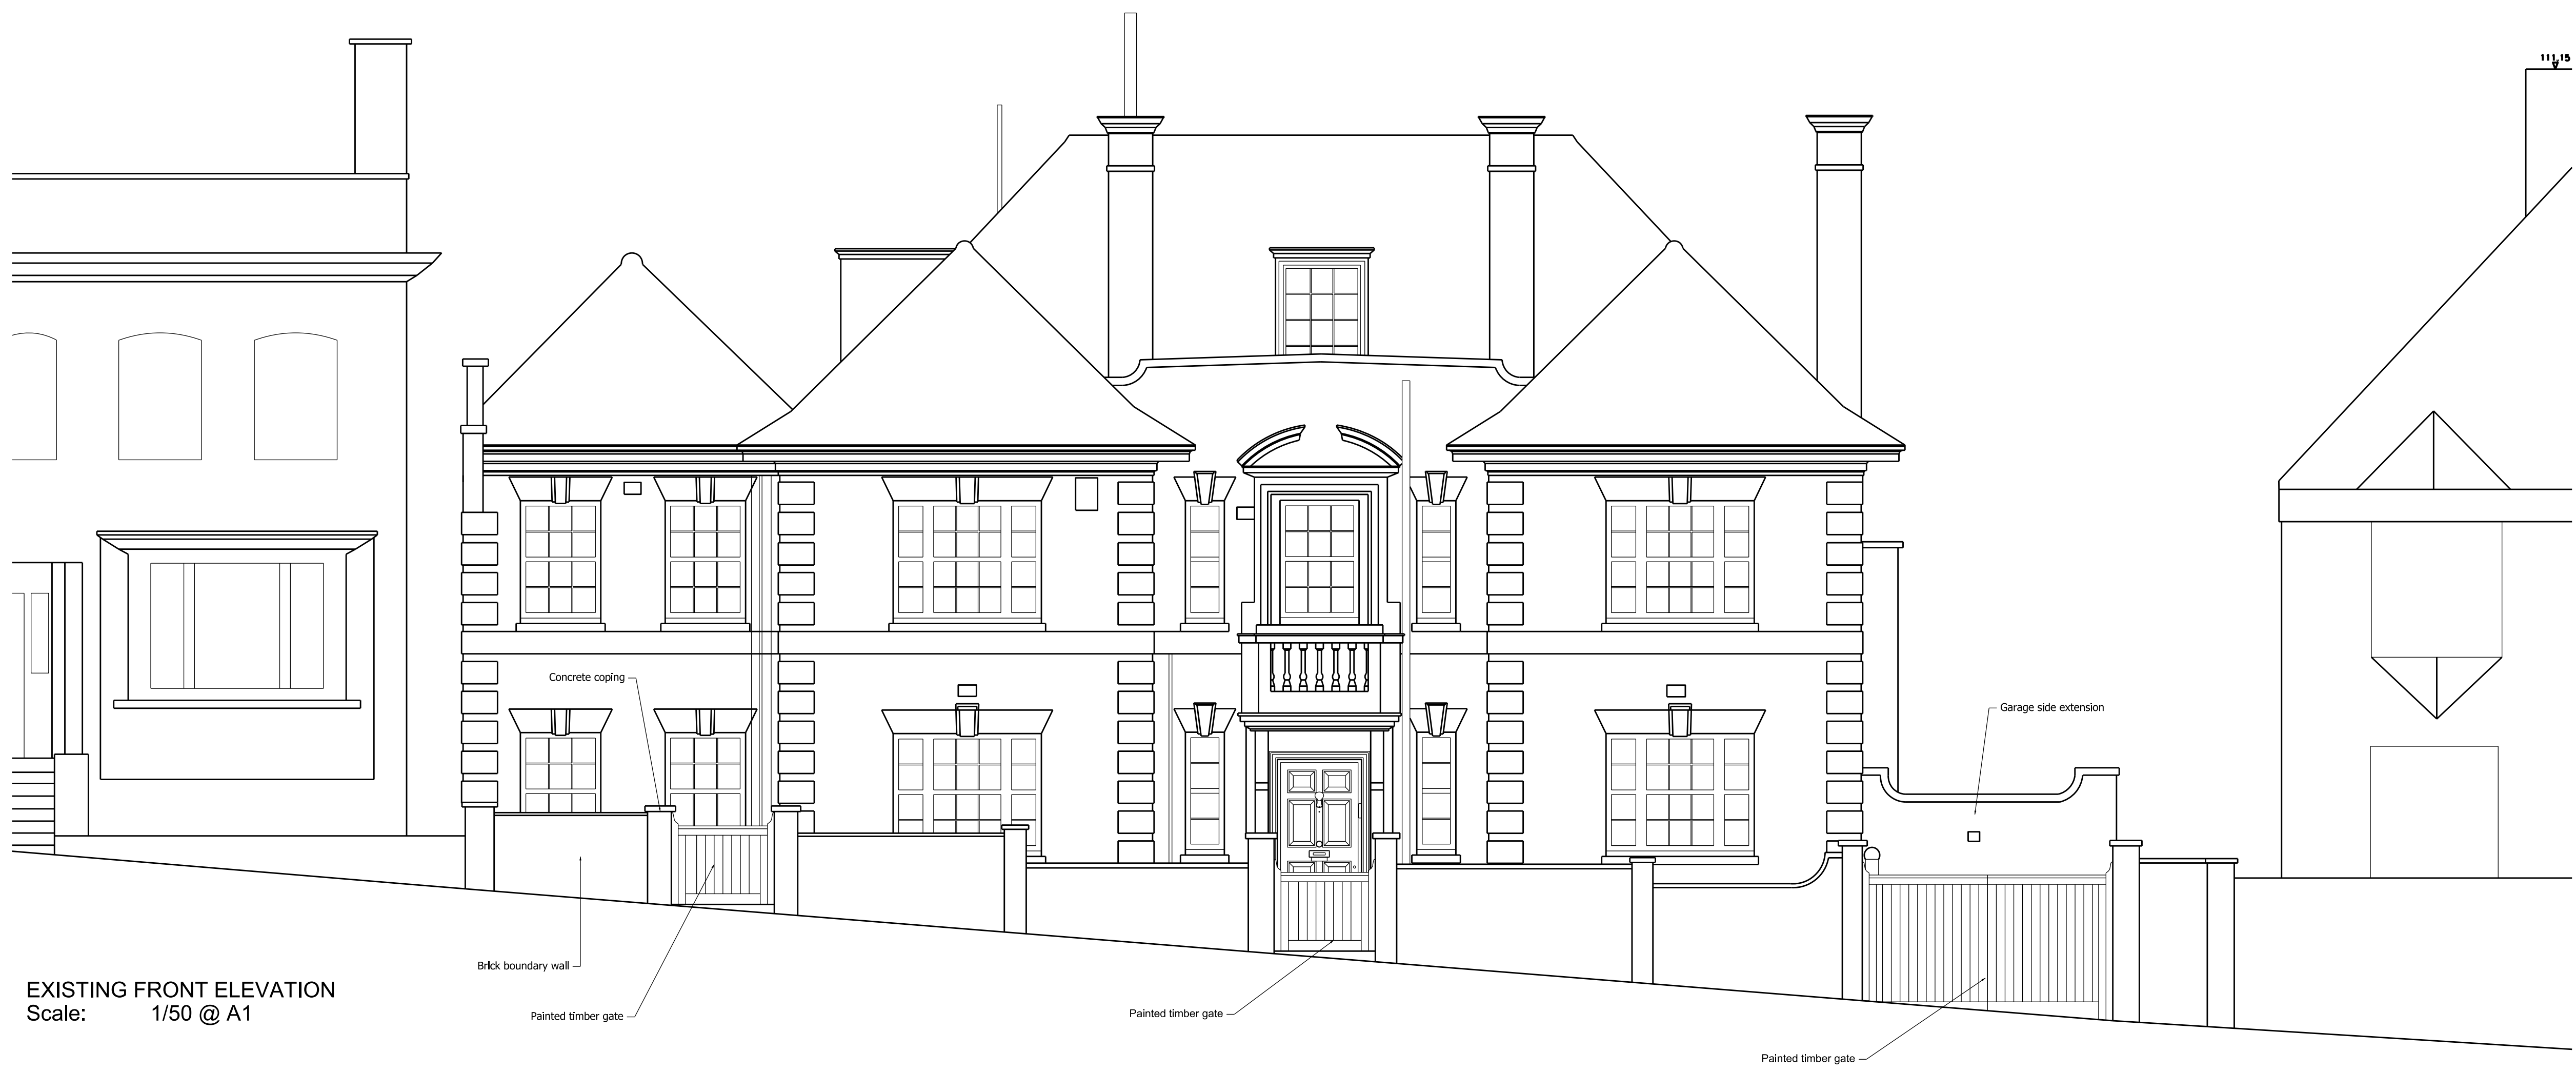 111.15
Concrete coping
Garage side extension
Brick boundary wall
Painted timber gate
Painted timber gate
Painted timber gate
EXISTING FRONT ELEVATION
Scale: 1/50 @ A1